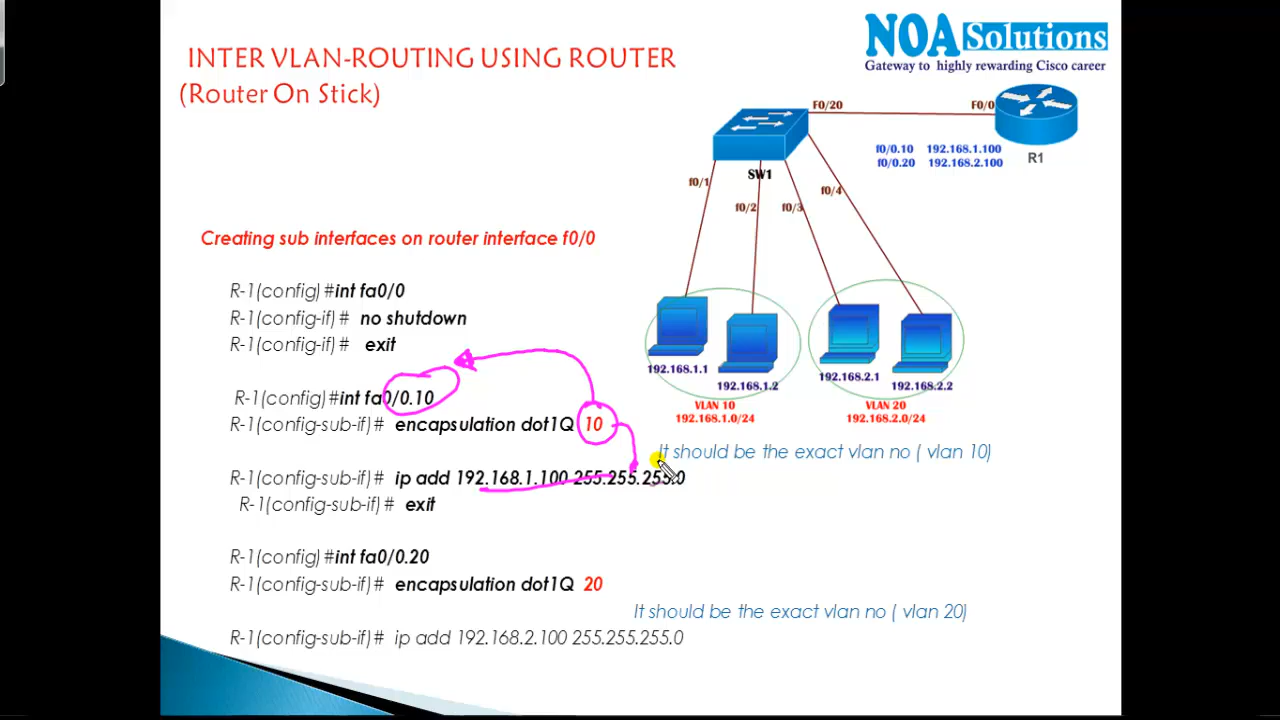 INTER VLAN-ROUTING USING ROUTER
(Router On Stick)
NOA Solutions
Gateway to highly rewarding Cisco career
F0/20
F0/0
f0/0.10 192.168.1.100
f0/0.20 192.168.2.100
R1
SW1
f0/1
f0/2
f0/3
f0/4
192.168.1.1
192.168.1.2
192.168.2.1
192.168.2.2
VLAN 10
192.168.1.0/24
VLAN 20
192.168.2.0/24
Creating sub interfaces on router interface f0/0
R-1(config)#int fa0/0
R-1(config-if)# no shutdown
R-1(config-if)# exit
R-1(config)#int fa0/0.10
R-1(config-sub-if)# encapsulation dot1Q 10
It should be the exact vlan no ( vlan 10)
R-1(config-sub-if)# ip add 192.168.1.100 255.255.255.0
R-1(config-sub-if)# exit
R-1(config)#int fa0/0.20
R-1(config-sub-if)# encapsulation dot1Q 20
It should be the exact vlan no ( vlan 20)
R-1(config-sub-if)# ip add 192.168.2.100 255.255.255.0